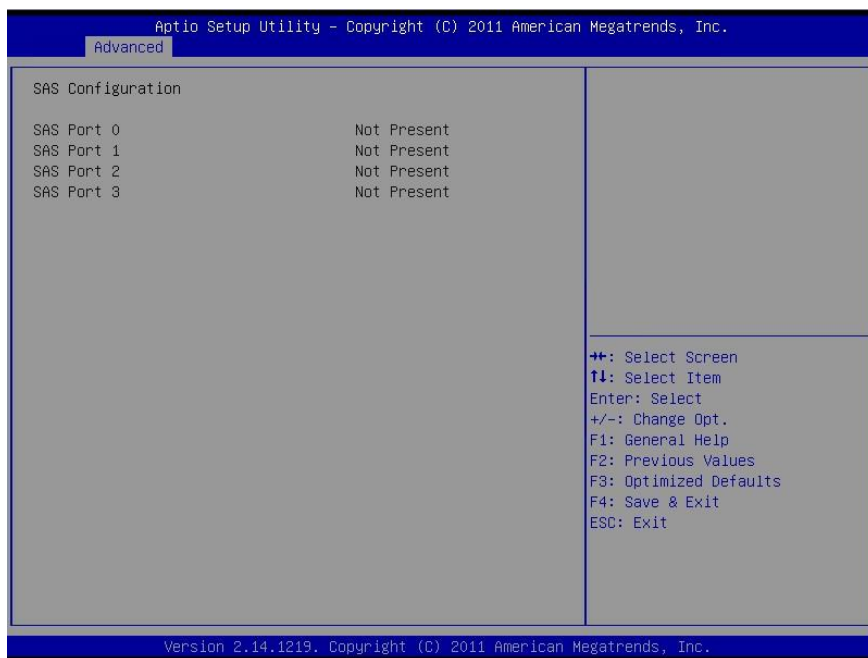 Aptio Setup Utility – Copyright (C) 2011 American Megatrends, Inc.
Advanced
SAS Configuration
SAS Port 0 Not Present
SAS Port 1 Not Present
SAS Port 2 Not Present
SAS Port 3 Not Present
→←: Select Screen
↑↓: Select Item
Enter: Select
+/-: Change Opt.
F1: General Help
F2: Previous Values
F3: Optimized Defaults
F4: Save & Exit
ESC: Exit
Version 2.14.1219. Copyright (C) 2011 American Megatrends, Inc.